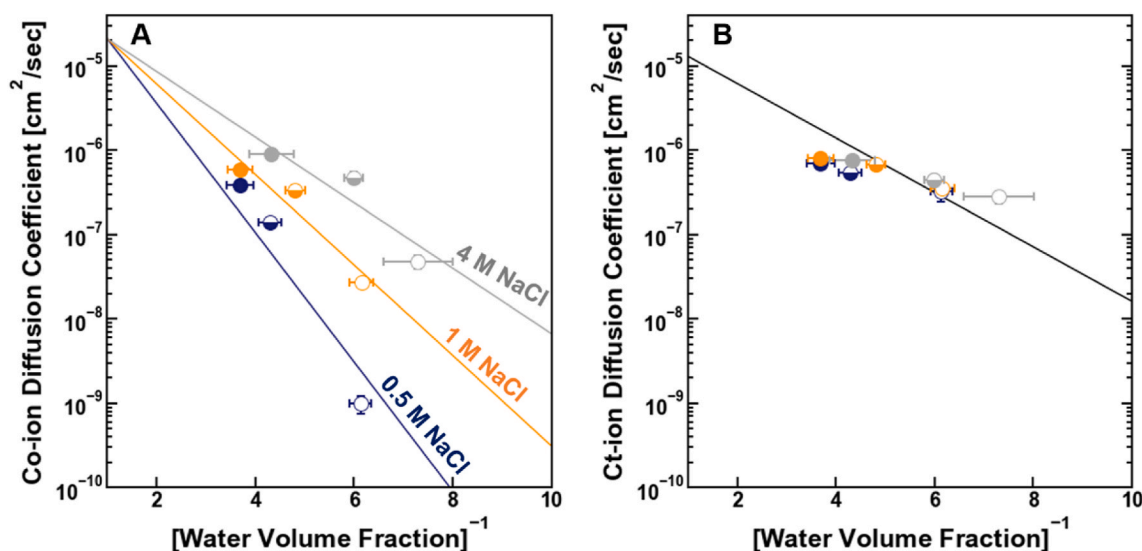 A
B
Co-ion Diffusion Coefficient [cm²/sec]
10⁻⁵
10⁻⁶
10⁻⁷
10⁻⁸
10⁻⁹
10⁻¹⁰
4 M NaCl
1 M NaCl
0.5 M NaCl
2 4 6 8 10
[Water Volume Fraction]⁻¹
Ct-ion Diffusion Coefficient [cm²/sec]
10⁻⁵
10⁻⁶
10⁻⁷
10⁻⁸
10⁻⁹
10⁻¹⁰
2 4 6 8 10
[Water Volume Fraction]⁻¹